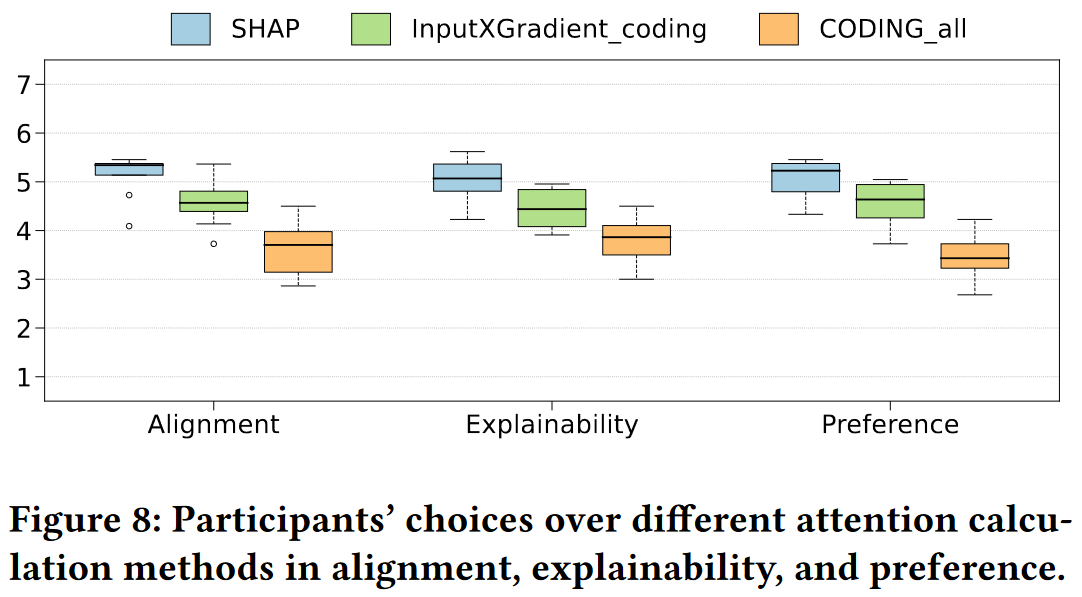 SHAP InputXGradient_coding CODING_all
7
6
5
4
3
2
1
Alignment Explainability Preference
Figure 8: Participants’ choices over different attention calcu-
lation methods in alignment, explainability, and preference.